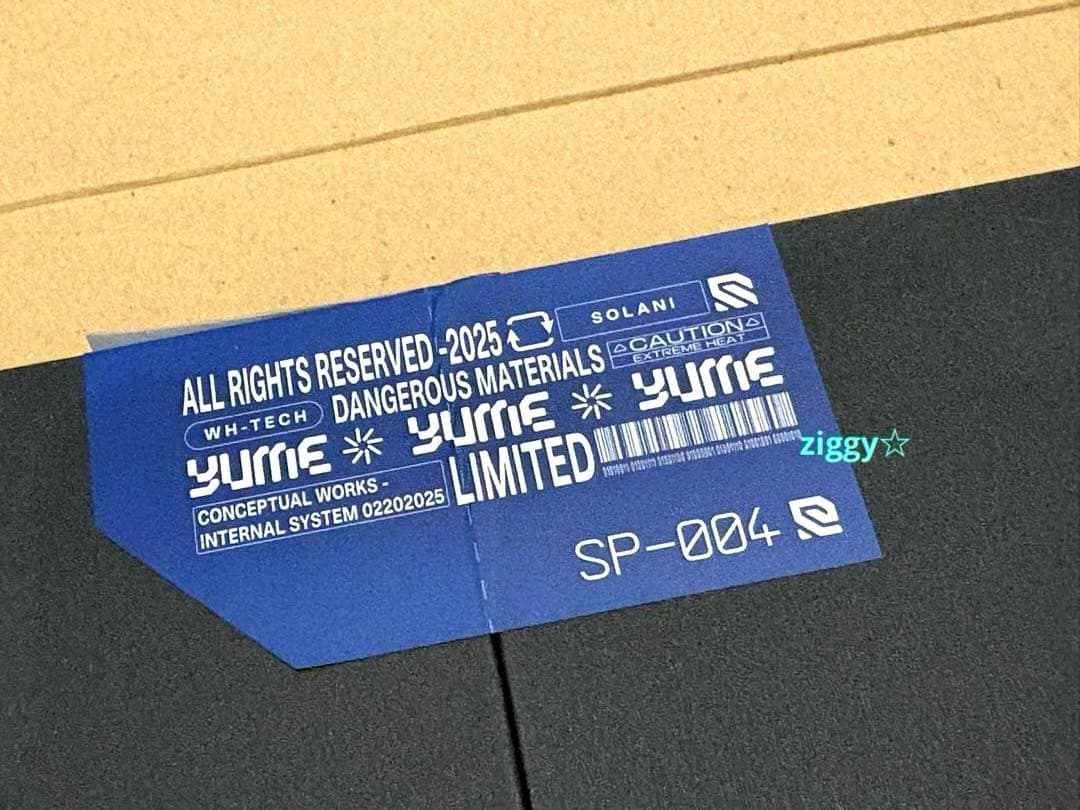 ALL RIGHTS RESERVED -2025
SOLANI
WH-TECH
DANGEROUS MATERIALS
CAUTION
EXTREME HEAT
YUME YUME YUME
CONCEPTUAL WORKS -
INTERNAL SYSTEM 02202025
LIMITED
SP-004
ziggy☆